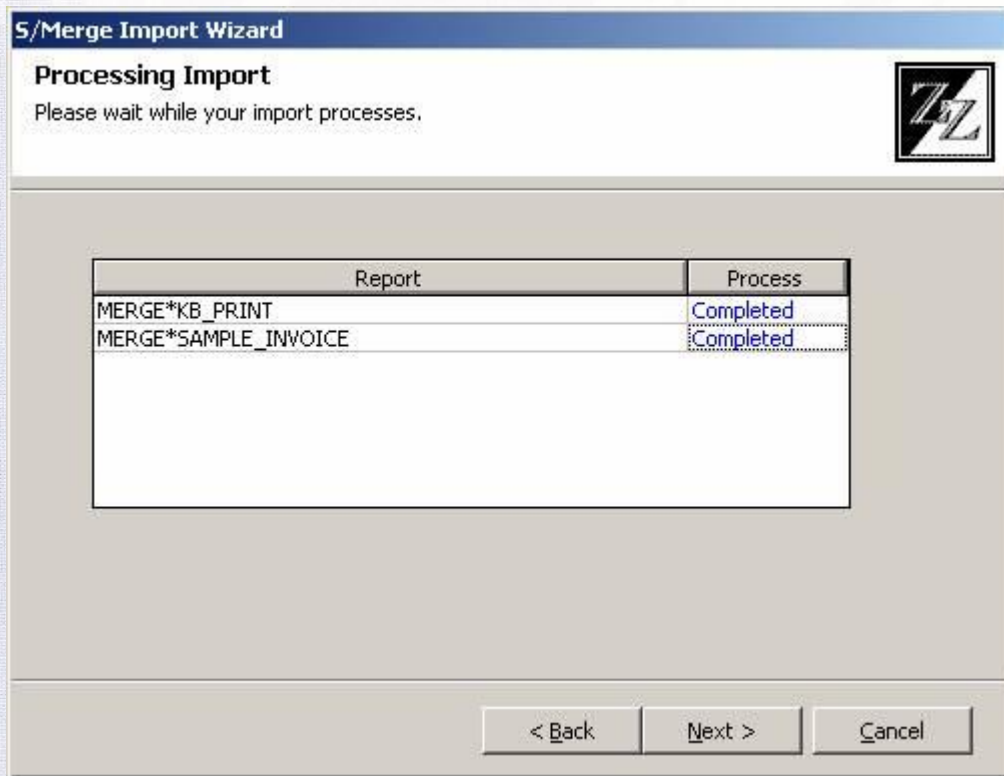 S/Merge Import Wizard
Processing Import
Please wait while your import processes.
ZZ
Report Process
MERGE*KB_PRINT Completed
MERGE*SAMPLE_INVOICE Completed
< Back Next > Cancel